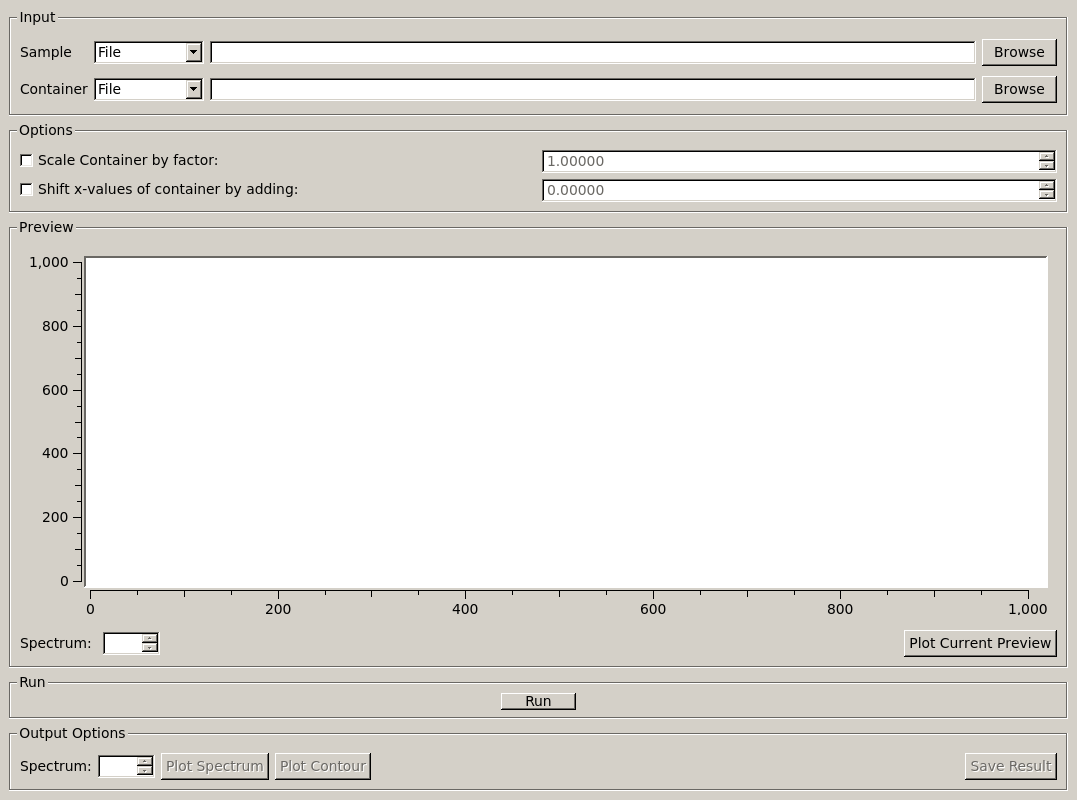 Input
Sample File Browse
Container File Browse
Options
Scale Container by factor: 1.00000
Shift x-values of container by adding: 0.00000
Preview
1,000
800
600
400
200
0
0 200 400 600 800 1,000
Spectrum: Plot Current Preview
Run
Run
Output Options
Spectrum: Plot Spectrum Plot Contour Save Result